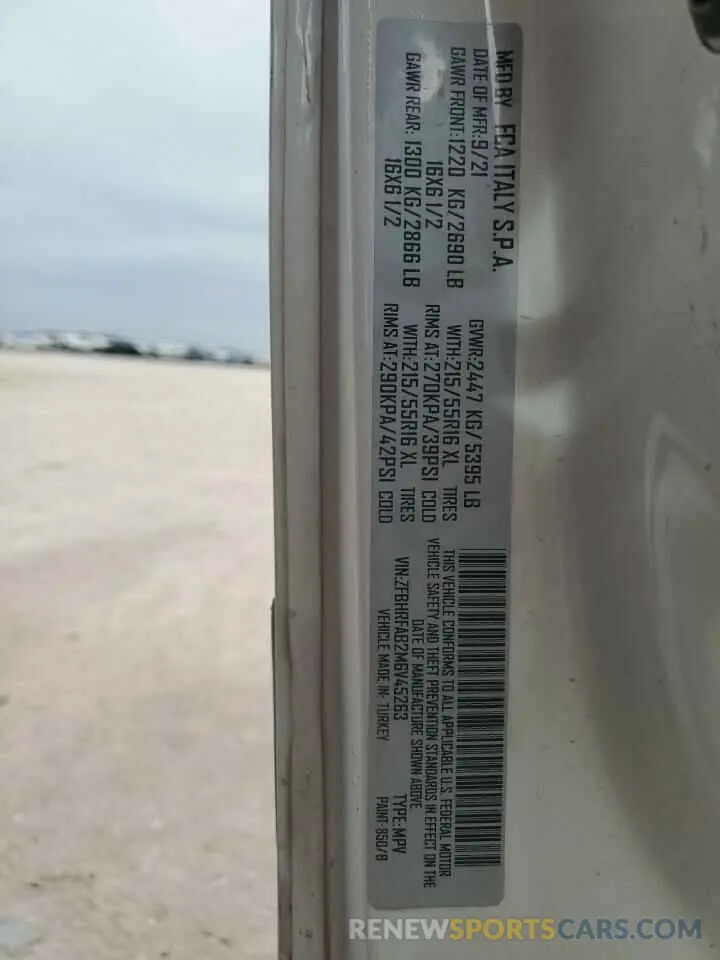 MFD BY FCA ITALY S.P.A.
DATE OF MFR:9/21 GVWR:2447 KG/5395 LB
GAWR FRONT:1220 KG/2690 LB WITH:215/55R16 XL TIRES
16X6 1/2 RIMS AT:270KPA/39PSI COLD
GAWR REAR: 1300 KG/2866 LB WITH:215/55R16 XL TIRES
16X6 1/2 RIMS AT:290KPA/42PSI COLD
THIS VEHICLE CONFORMS TO ALL APPLICABLE U.S. FEDERAL MOTOR
VEHICLE SAFETY AND THEFT PREVENTION STANDARDS IN EFFECT ON THE
DATE OF MANUFACTURE SHOWN ABOVE
VIN:ZFBHRFAB2M6V45263 TYPE:MPV
VEHICLE MADE IN- TURKEY PAINT: 650/B
RENEWSPORTSCARS.COM